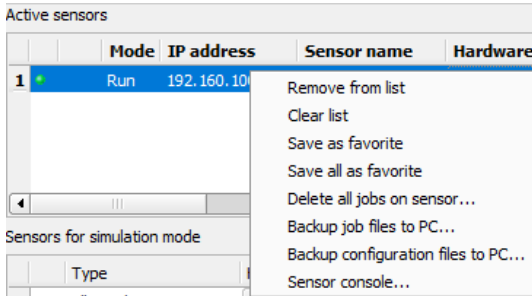 Active sensors
Mode IP address Sensor name Hardware
1 Run 192.168.100
Remove from list
Clear list
Save as favorite
Save all as favorite
Delete all jobs on sensor...
Backup job files to PC...
Sensors for simulation mode
Backup configuration files to PC...
Type
Sensor console...